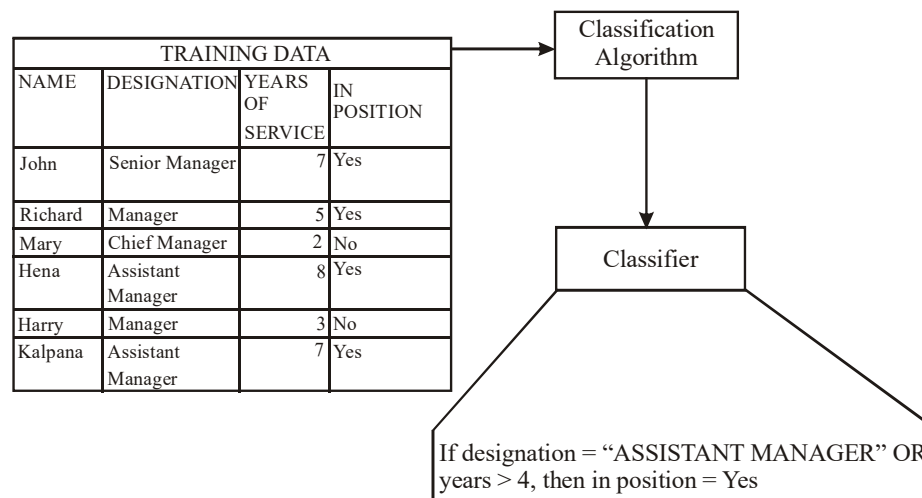 Classification
Algorithm
TRAINING DATA
NAME DESIGNATION YEARS OF SERVICE IN POSITION
John Senior Manager 7 Yes
Richard Manager 5 Yes
Mary Chief Manager 2 No
Hena Assistant Manager 8 Yes
Harry Manager 3 No
Kalpana Assistant Manager 7 Yes
Classifier
If designation = “ASSISTANT MANAGER” OR
years > 4, then in position = Yes